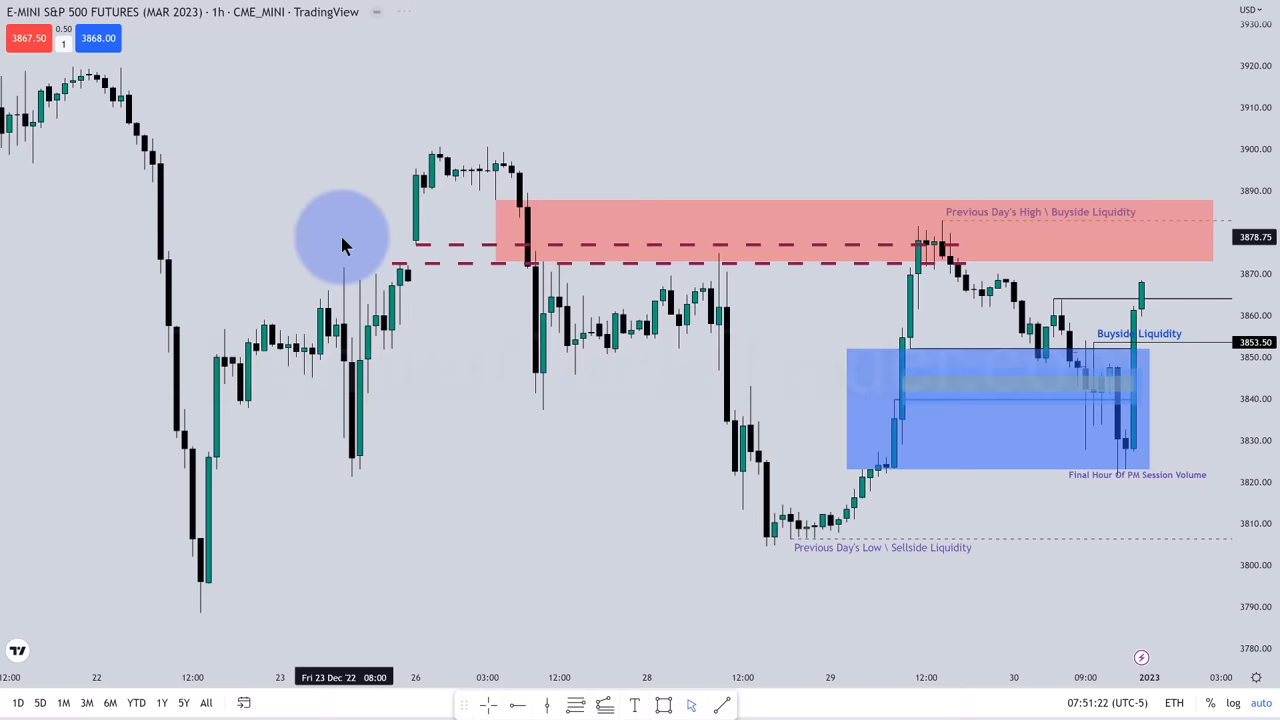 E-MINI S&P 500 FUTURES (MAR 2023) · 1h · CME_MINI · TradingView
USD
3867.50
0.50
1
3868.00
3930.00
3920.00
3910.00
3900.00
3890.00
Previous Day's High \ Buyside Liquidity
3878.75
3870.00
3860.00
Buyside Liquidity
3853.50
3850.00
3840.00
3830.00
Final Hour Of PM Session Volume
3820.00
3810.00
Previous Day's Low \ Sellside Liquidity
3800.00
3790.00
3780.00
12:00
22
12:00
23
Fri 23 Dec '22 08:00
26
03:00
12:00
28
12:00
29
12:00
30
09:00
2023
03:00
1D 5D 1M 3M 6M YTD 1Y 5Y All
T
07:51:22 (UTC-5)
ETH
%
log
auto